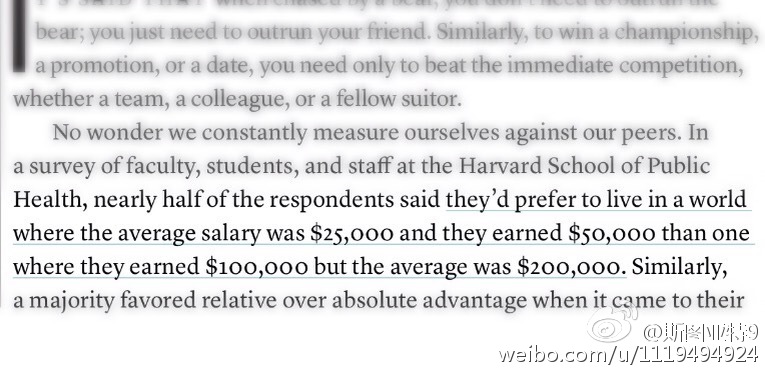 when chased by a bear, you don't need to outrun the
bear; you just need to outrun your friend. Similarly, to win a championship,
a promotion, or a date, you need only to beat the immediate competition,
whether a team, a colleague, or a fellow suitor.
No wonder we constantly measure ourselves against our peers. In
a survey of faculty, students, and staff at the Harvard School of Public
Health, nearly half of the respondents said they'd prefer to live in a world
where the average salary was $25,000 and they earned $50,000 than one
where they earned $100,000 but the average was $200,000. Similarly,
a majority favored relative over absolute advantage when it came to their
weibo.com/u/1119494924